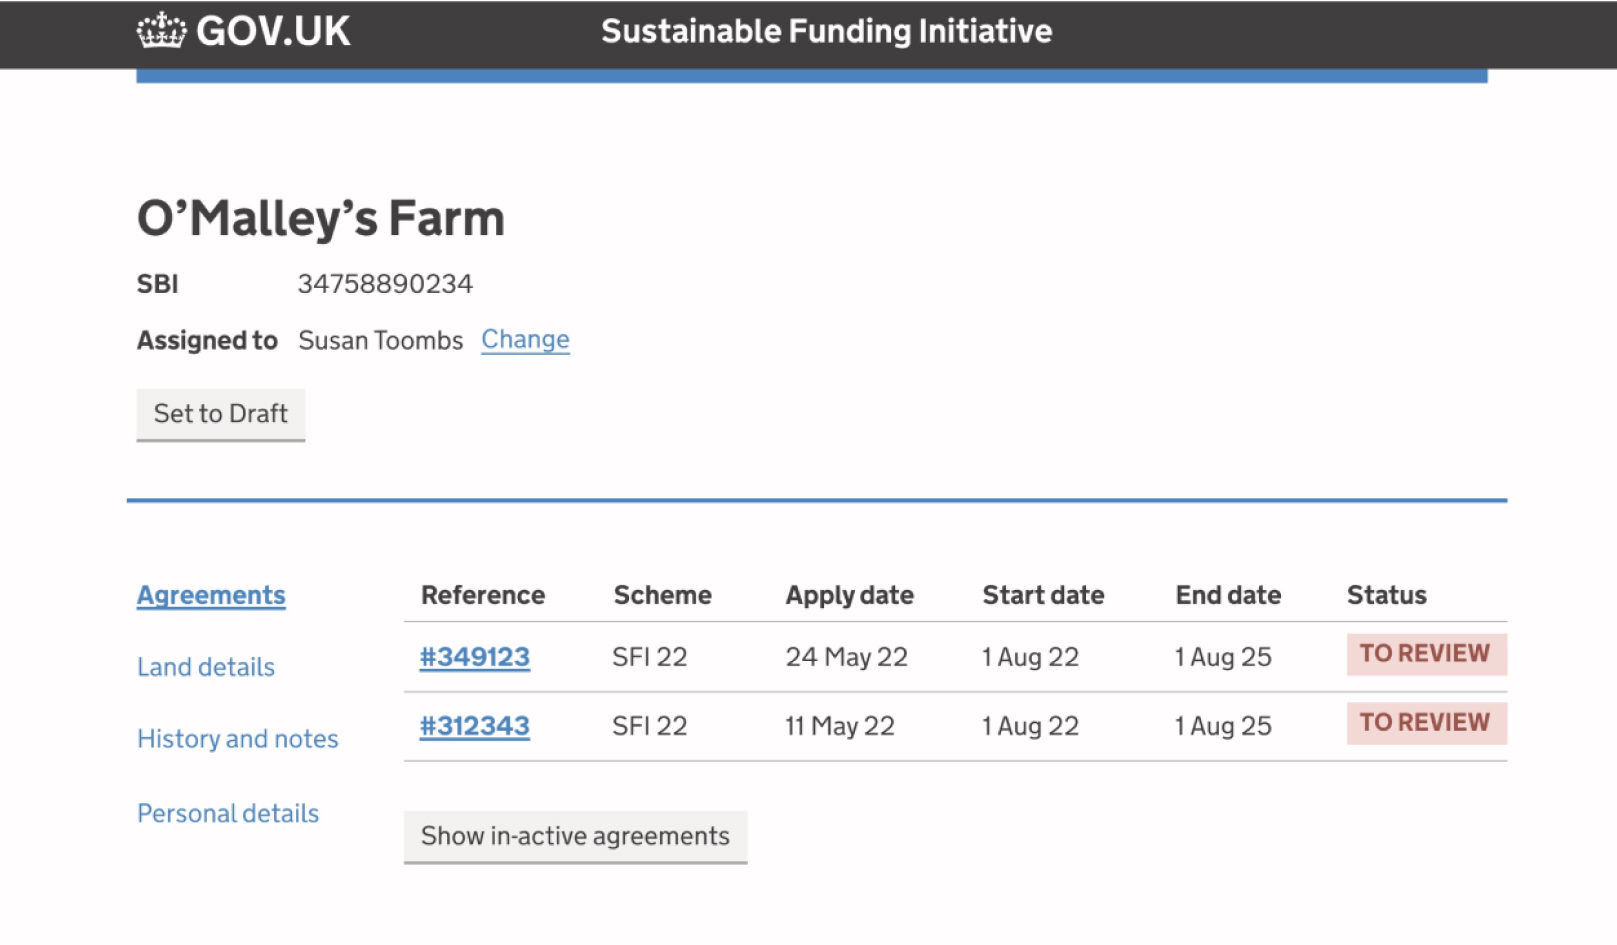 GOV.UK Sustainable Funding Initiative
O’Malley’s Farm
SBI 34758890234
Assigned to Susan Toombs Change
Set to Draft
Agreements
Land details
History and notes
Personal details
Reference Scheme Apply date Start date End date Status
#349123 SFI 22 24 May 22 1 Aug 22 1 Aug 25 TO REVIEW
#312343 SFI 22 11 May 22 1 Aug 22 1 Aug 25 TO REVIEW
Show in-active agreements